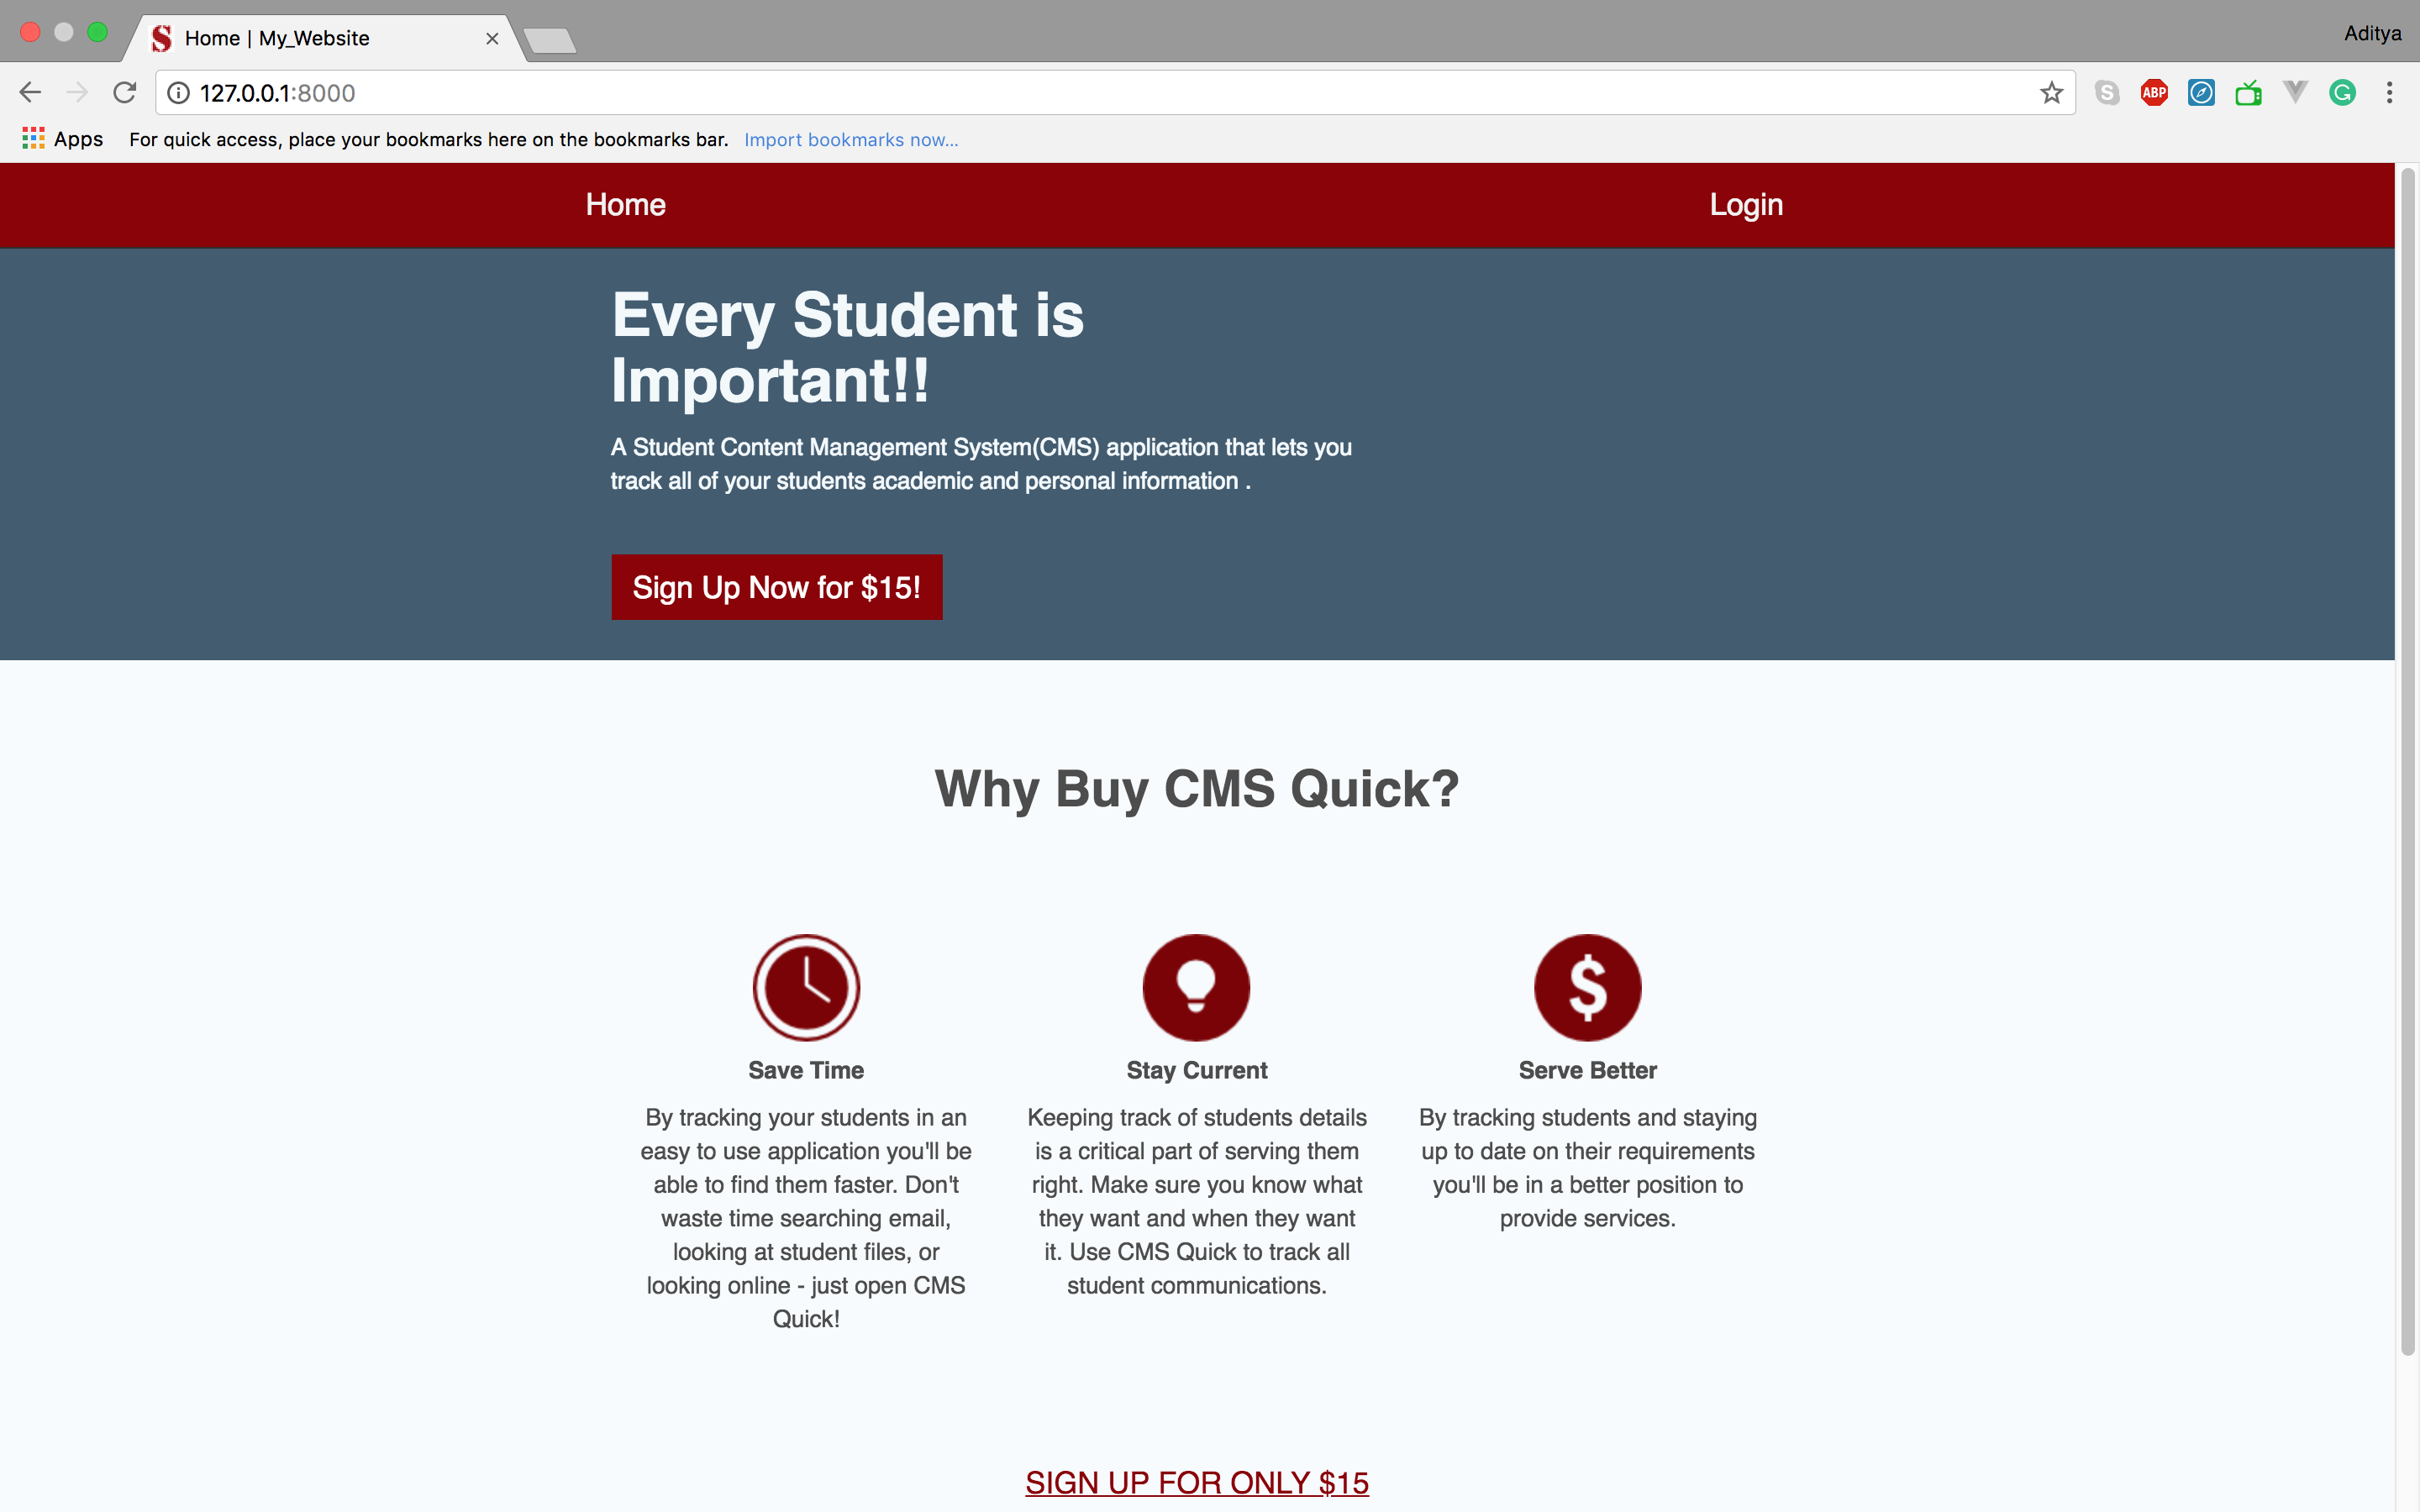 Home | My_Website
Aditya
127.0.0.1:8000
S
ABP
G
Apps
For quick access, place your bookmarks here on the bookmarks bar. Import bookmarks now...
Home
Login
Every Student is
Important!!
A Student Content Management System(CMS) application that lets you
track all of your students academic and personal information .
Sign Up Now for $15!
Why Buy CMS Quick?
$
Save Time
By tracking your students in an
easy to use application you'll be
able to find them faster. Don't
waste time searching email,
looking at student files, or
looking online - just open CMS
Quick!
Stay Current
Keeping track of students details
is a critical part of serving them
right. Make sure you know what
they want and when they want
it. Use CMS Quick to track all
student communications.
Serve Better
By tracking students and staying
up to date on their requirements
you'll be in a better position to
provide services.
SIGN UP FOR ONLY $15